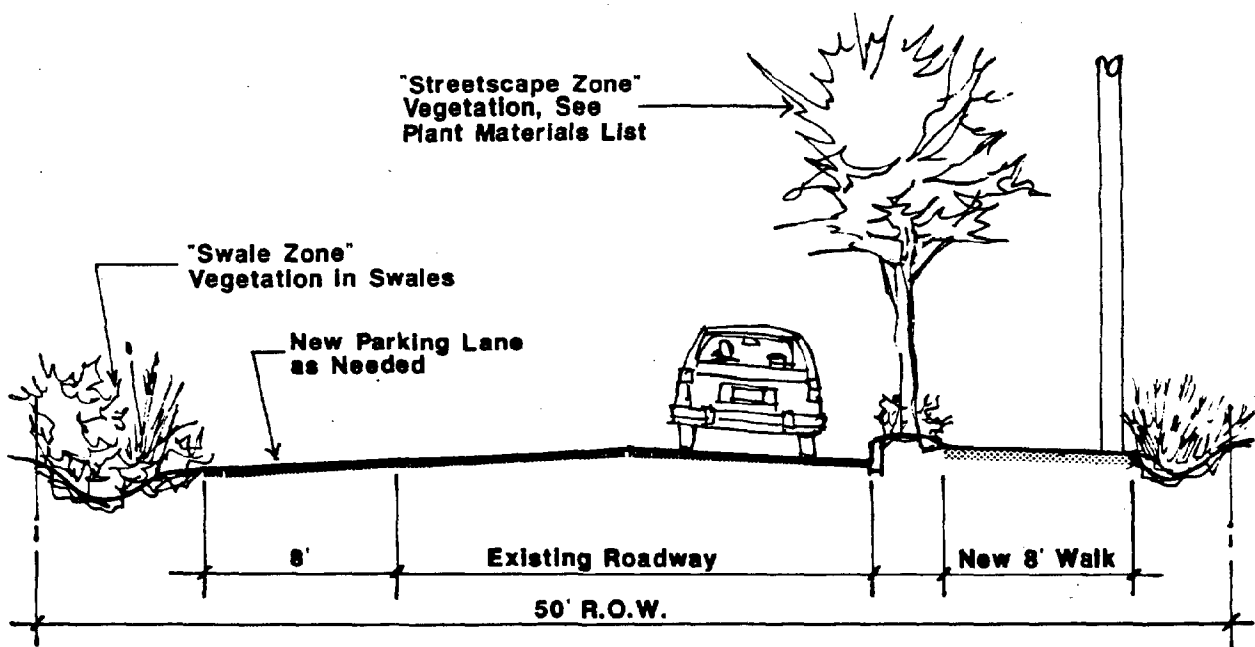 "Streetscape Zone"
Vegetation, See
Plant Materials List
"Swale Zone"
Vegetation in Swales
New Parking Lane
as Needed
8'
Existing Roadway
New 8' Walk
50' R.O.W.